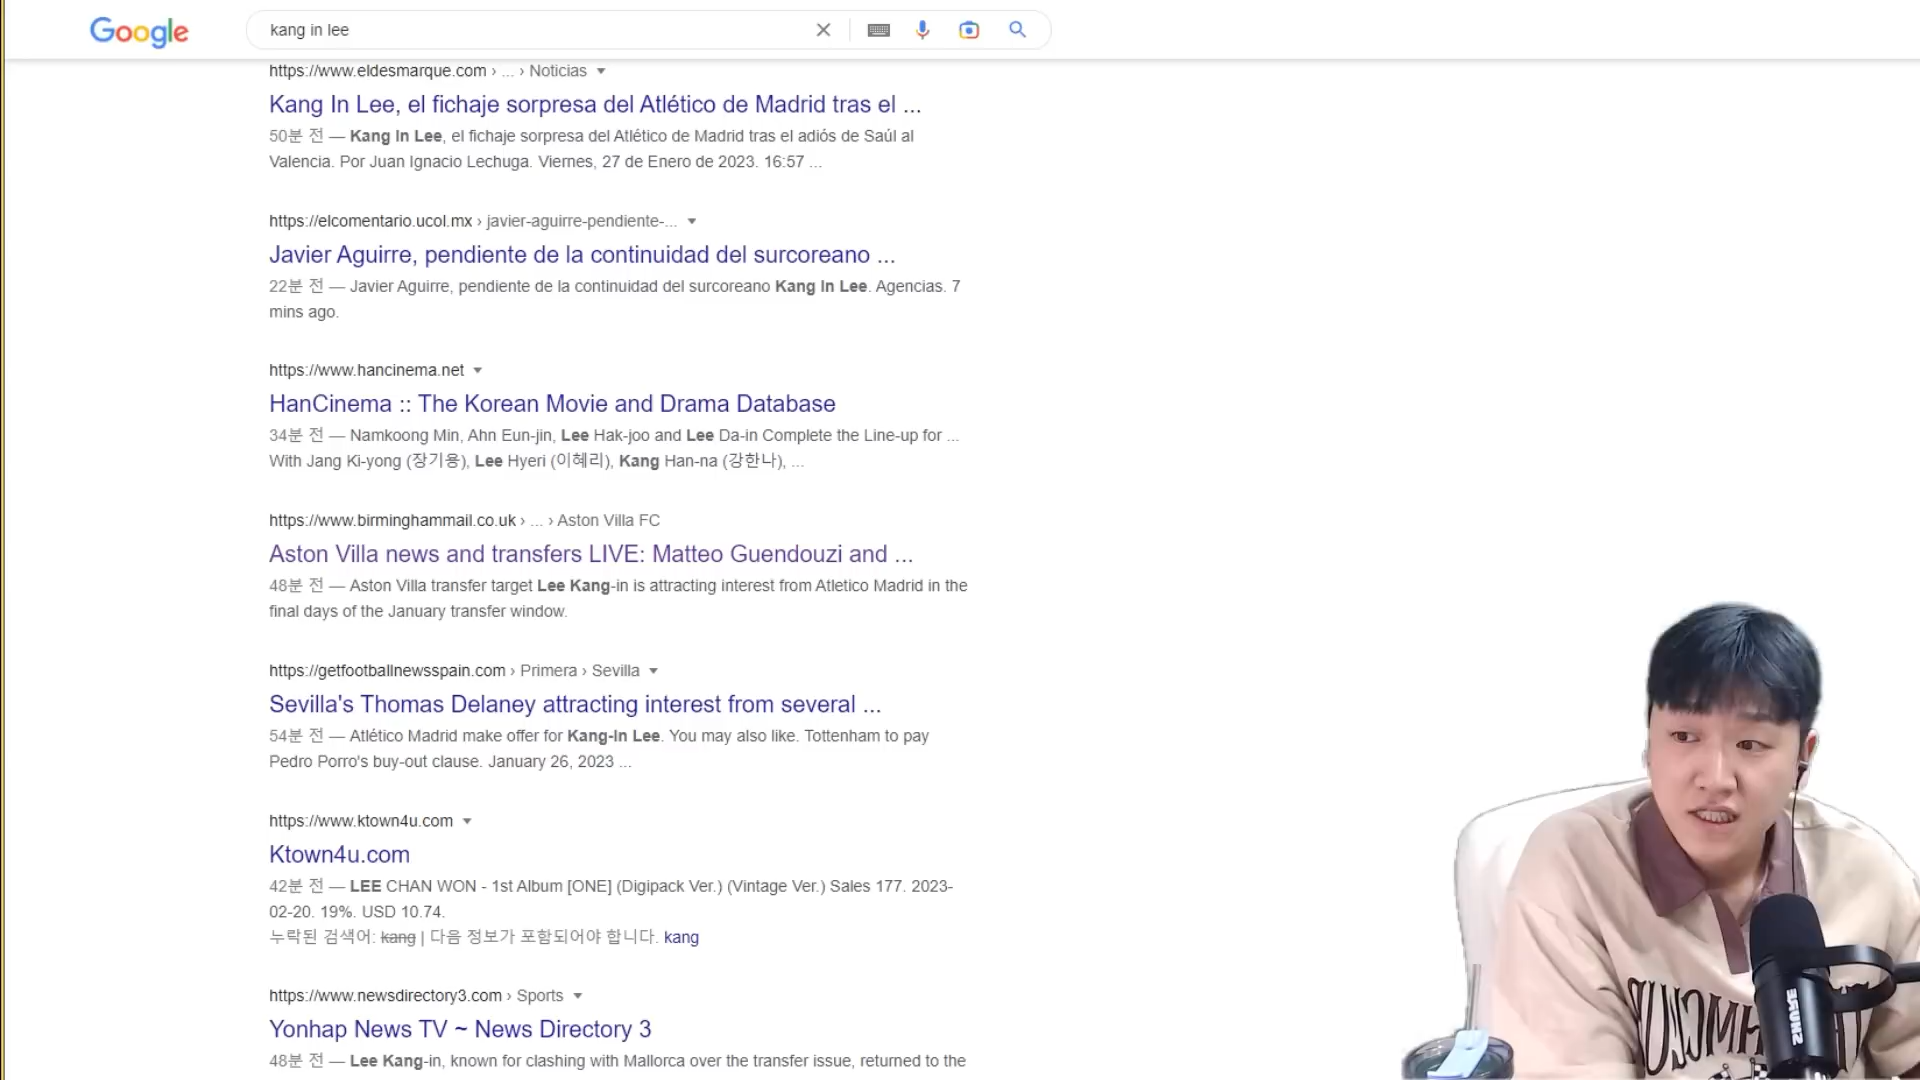 Google
kang in lee
https://www.eldesmarque.com › ... › Noticias
Kang In Lee, el fichaje sorpresa del Atlético de Madrid tras el ...
50분 전 — Kang In Lee, el fichaje sorpresa del Atlético de Madrid tras el adiós de Saúl al
Valencia. Por Juan Ignacio Lechuga. Viernes, 27 de Enero de 2023. 16:57 ...
https://elcomentario.ucol.mx › javier-aguirre-pendiente-...
Javier Aguirre, pendiente de la continuidad del surcoreano ...
22분 전 — Javier Aguirre, pendiente de la continuidad del surcoreano Kang In Lee. Agencias. 7
mins ago.
https://www.hancinema.net
HanCinema :: The Korean Movie and Drama Database
34분 전 — Namkoong Min, Ahn Eun-jin, Lee Hak-joo and Lee Da-in Complete the Line-up for ...
With Jang Ki-yong (장기용), Lee Hyeri (이혜리), Kang Han-na (강한나), ...
https://www.birminghammail.co.uk › ... › Aston Villa FC
Aston Villa news and transfers LIVE: Matteo Guendouzi and ...
48분 전 — Aston Villa transfer target Lee Kang-in is attracting interest from Atletico Madrid in the
final days of the January transfer window.
https://getfootballnewsspain.com › Primera › Sevilla
Sevilla's Thomas Delaney attracting interest from several ...
54분 전 — Atlético Madrid make offer for Kang-In Lee. You may also like. Tottenham to pay
Pedro Porro's buy-out clause. January 26, 2023 ...
https://www.ktown4u.com
Ktown4u.com
42분 전 — LEE CHAN WON - 1st Album [ONE] (Digipack Ver.) (Vintage Ver.) Sales 177. 2023-
02-20. 19%. USD 10.74.
누락된 검색어: kang | 다음 정보가 포함되어야 합니다. kang
https://www.newsdirectory3.com › Sports
Yonhap News TV ~ News Directory 3
48분 전 — Lee Kang-in, known for clashing with Mallorca over the transfer issue, returned to the
SHURE